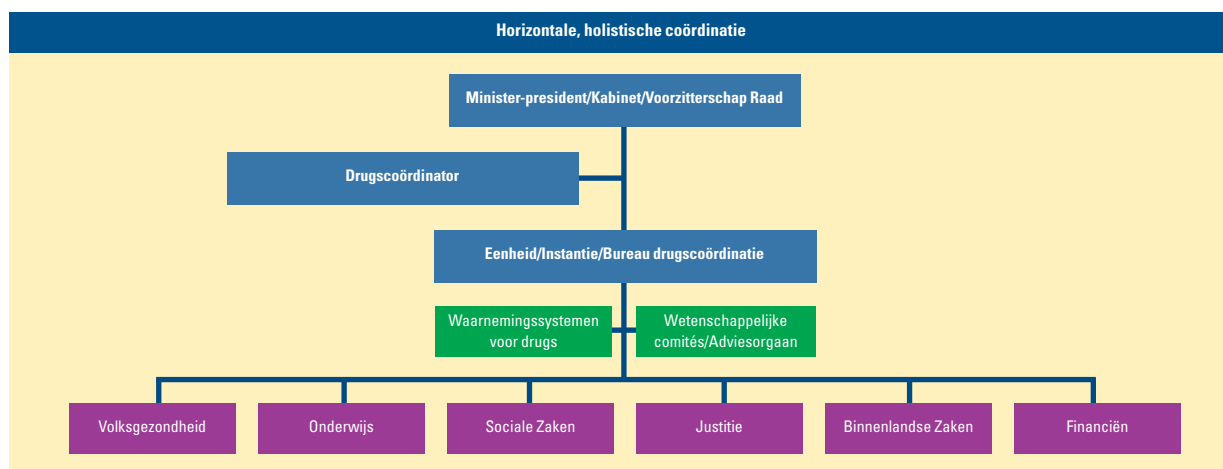 Horizontale, holistische coördinatie
Minister-president/Kabinet/Voorzitterschap Raad
Drugscoördinator
Eenheid/Instantie/Bureau drugscoördinatie
Waarnemingssystemen
voor drugs
Wetenschappelijke
comités/Adviesorgaan
Volksgezondheid
Onderwijs
Sociale Zaken
Justitie
Binnenlandse Zaken
Financiën